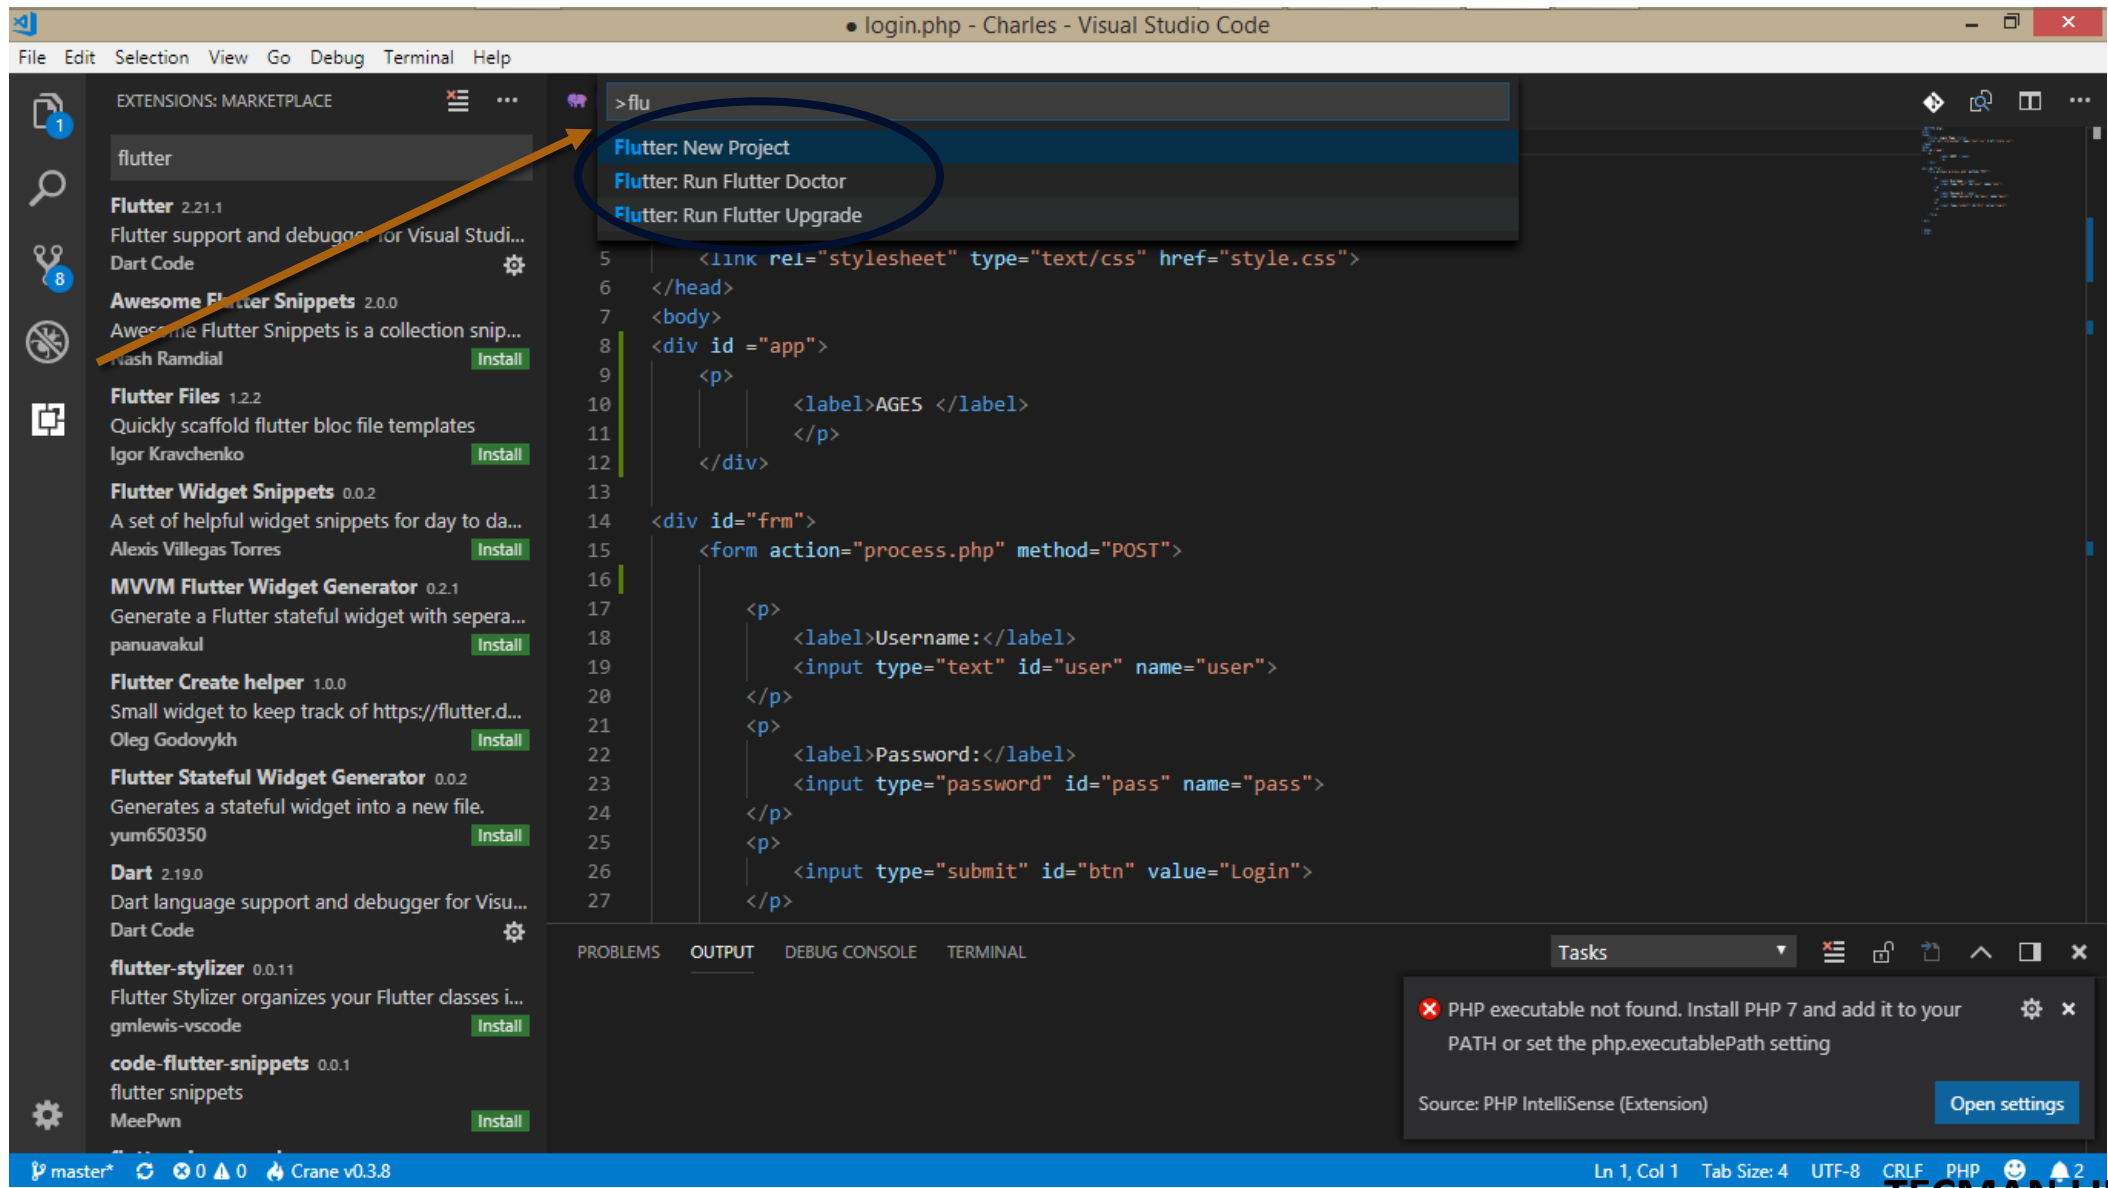 ● login.php - Charles - Visual Studio Code
File Edit Selection View Go Debug Terminal Help
EXTENSIONS: MARKETPLACE
flutter
Flutter 2.21.1
Flutter support and debugger for Visual Studi...
Dart Code
Awesome Flutter Snippets 2.0.0
Awesome Flutter Snippets is a collection snip...
Nash Ramdial Install
Flutter Files 1.2.2
Quickly scaffold flutter bloc file templates
Igor Kravchenko Install
Flutter Widget Snippets 0.0.2
A set of helpful widget snippets for day to da...
Alexis Villegas Torres Install
MVVM Flutter Widget Generator 0.2.1
Generate a Flutter stateful widget with sepera...
panuavakul Install
Flutter Create helper 1.0.0
Small widget to keep track of https://flutter.d...
Oleg Godovykh Install
Flutter Stateful Widget Generator 0.0.2
Generates a stateful widget into a new file.
yum650350 Install
Dart 2.19.0
Dart language support and debugger for Visu...
Dart Code
flutter-stylizer 0.0.11
Flutter Stylizer organizes your Flutter classes i...
gmlewis-vscode Install
code-flutter-snippets 0.0.1
flutter snippets
MeePwn Install
>flu
Flutter: New Project
Flutter: Run Flutter Doctor
Flutter: Run Flutter Upgrade
5 <link rel="stylesheet" type="text/css" href="style.css">
6 </head>
7 <body>
8 <div id ="app">
9 <p>
10 <label>AGES </label>
11 </p>
12 </div>
13
14 <div id="frm">
15 <form action="process.php" method="POST">
16
17 <p>
18 <label>Username:</label>
19 <input type="text" id="user" name="user">
20 </p>
21 <p>
22 <label>Password:</label>
23 <input type="password" id="pass" name="pass">
24 </p>
25 <p>
26 <input type="submit" id="btn" value="Login">
27 </p>
PROBLEMS OUTPUT DEBUG CONSOLE TERMINAL Tasks
PHP executable not found. Install PHP 7 and add it to your
PATH or set the php.executablePath setting
Source: PHP IntelliSense (Extension) Open settings
1
8
master* 0 0 Crane v0.3.8 Ln 1, Col 1 Tab Size: 4 UTF-8 CRLF PHP 2